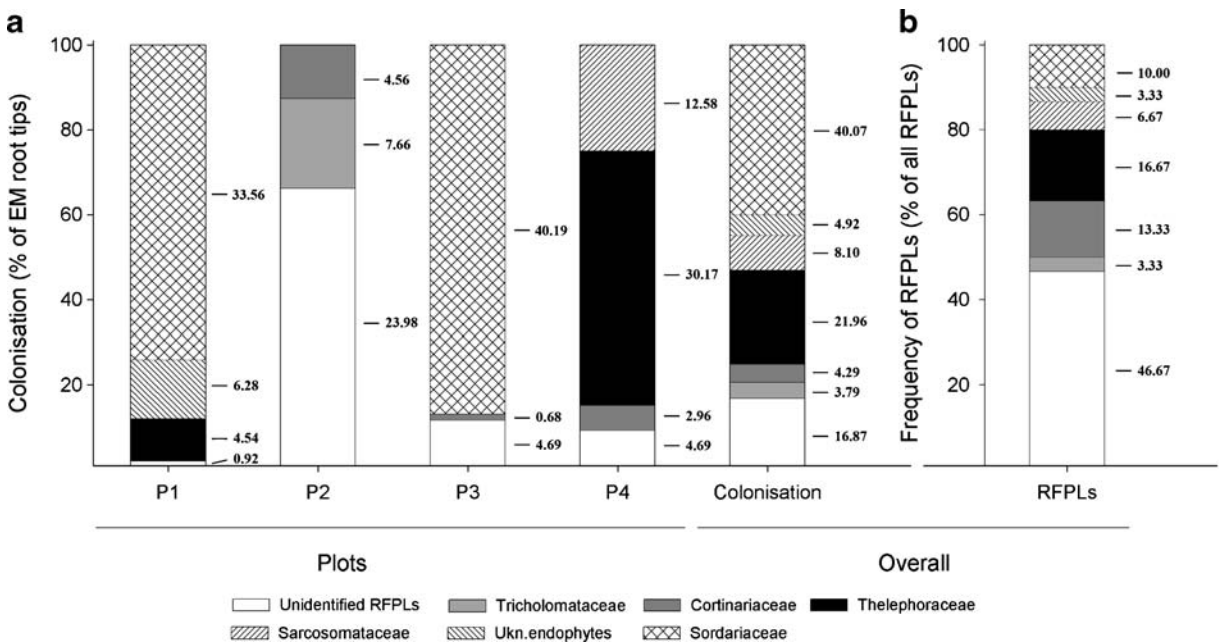 a
b
Colonisation (% of EM root tips)
100
80
60
40
20
33.56
6.28
4.54
0.92
4.56
7.66
23.98
40.19
0.68
4.69
12.58
30.17
2.96
4.69
40.07
4.92
8.10
21.96
4.29
3.79
16.87
P1
P2
P3
P4
Colonisation
Frequency of RFPLs (% of all RFPLs)
100
80
60
40
20
10.00
3.33
6.67
16.67
13.33
3.33
46.67
RFPLs
Plots
Overall
Unidentified RFPLs
Tricholomataceae
Cortinariaceae
Thelephoraceae
Sarcosomataceae
Ukn.endophytes
Sordariaceae